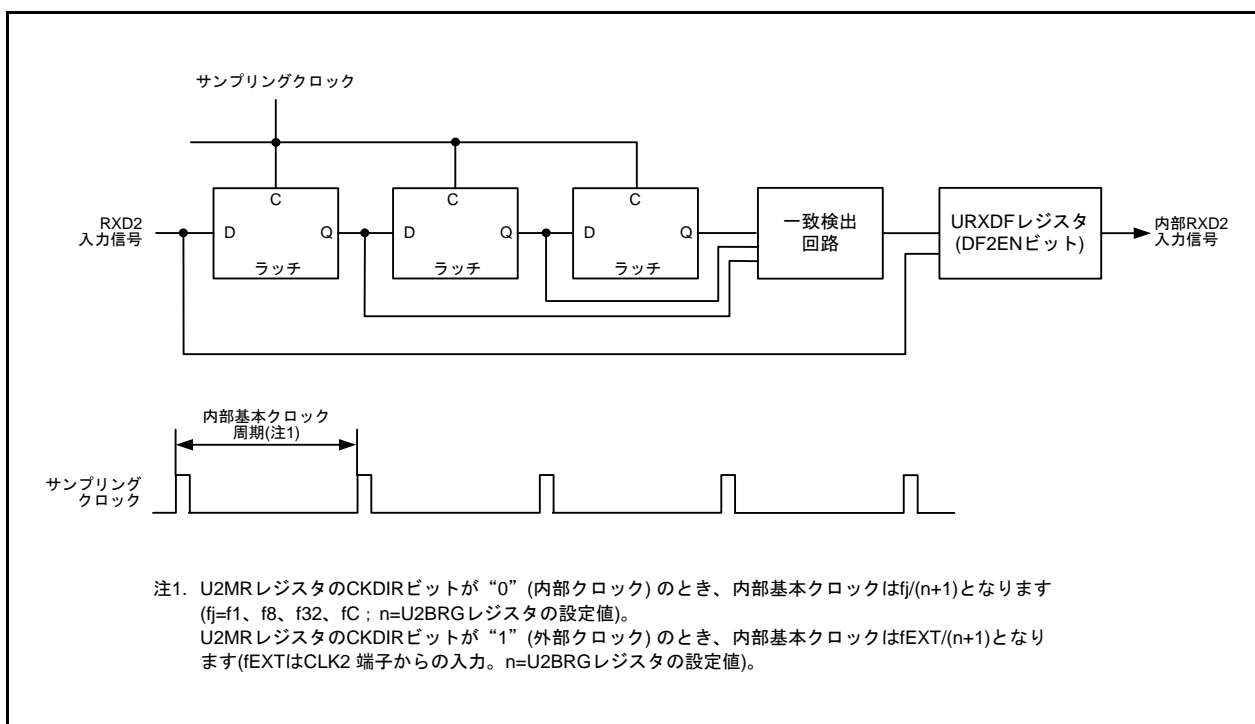 サンプリングクロック
RXD2
入力信号
C
D
Q
ラッチ
C
D
Q
ラッチ
C
D
Q
ラッチ
一致検出
回路
URXDFレジスタ
(DF2ENビット)
内部RXD2
入力信号
内部基本クロック
周期(注1)
サンプリング
クロック
注1. U2MRレジスタのCKDIRビットが“0”(内部クロック) のとき、内部基本クロックはfj/(n+1)となります
(fj=f1、f8、f32、fC ; n=U2BRGレジスタの設定値)。
U2MRレジスタのCKDIRビットが“1”(外部クロック) のとき、内部基本クロックはfEXT/(n+1)となり
ます(fEXTはCLK2 端子からの入力。n=U2BRGレジスタの設定値)。